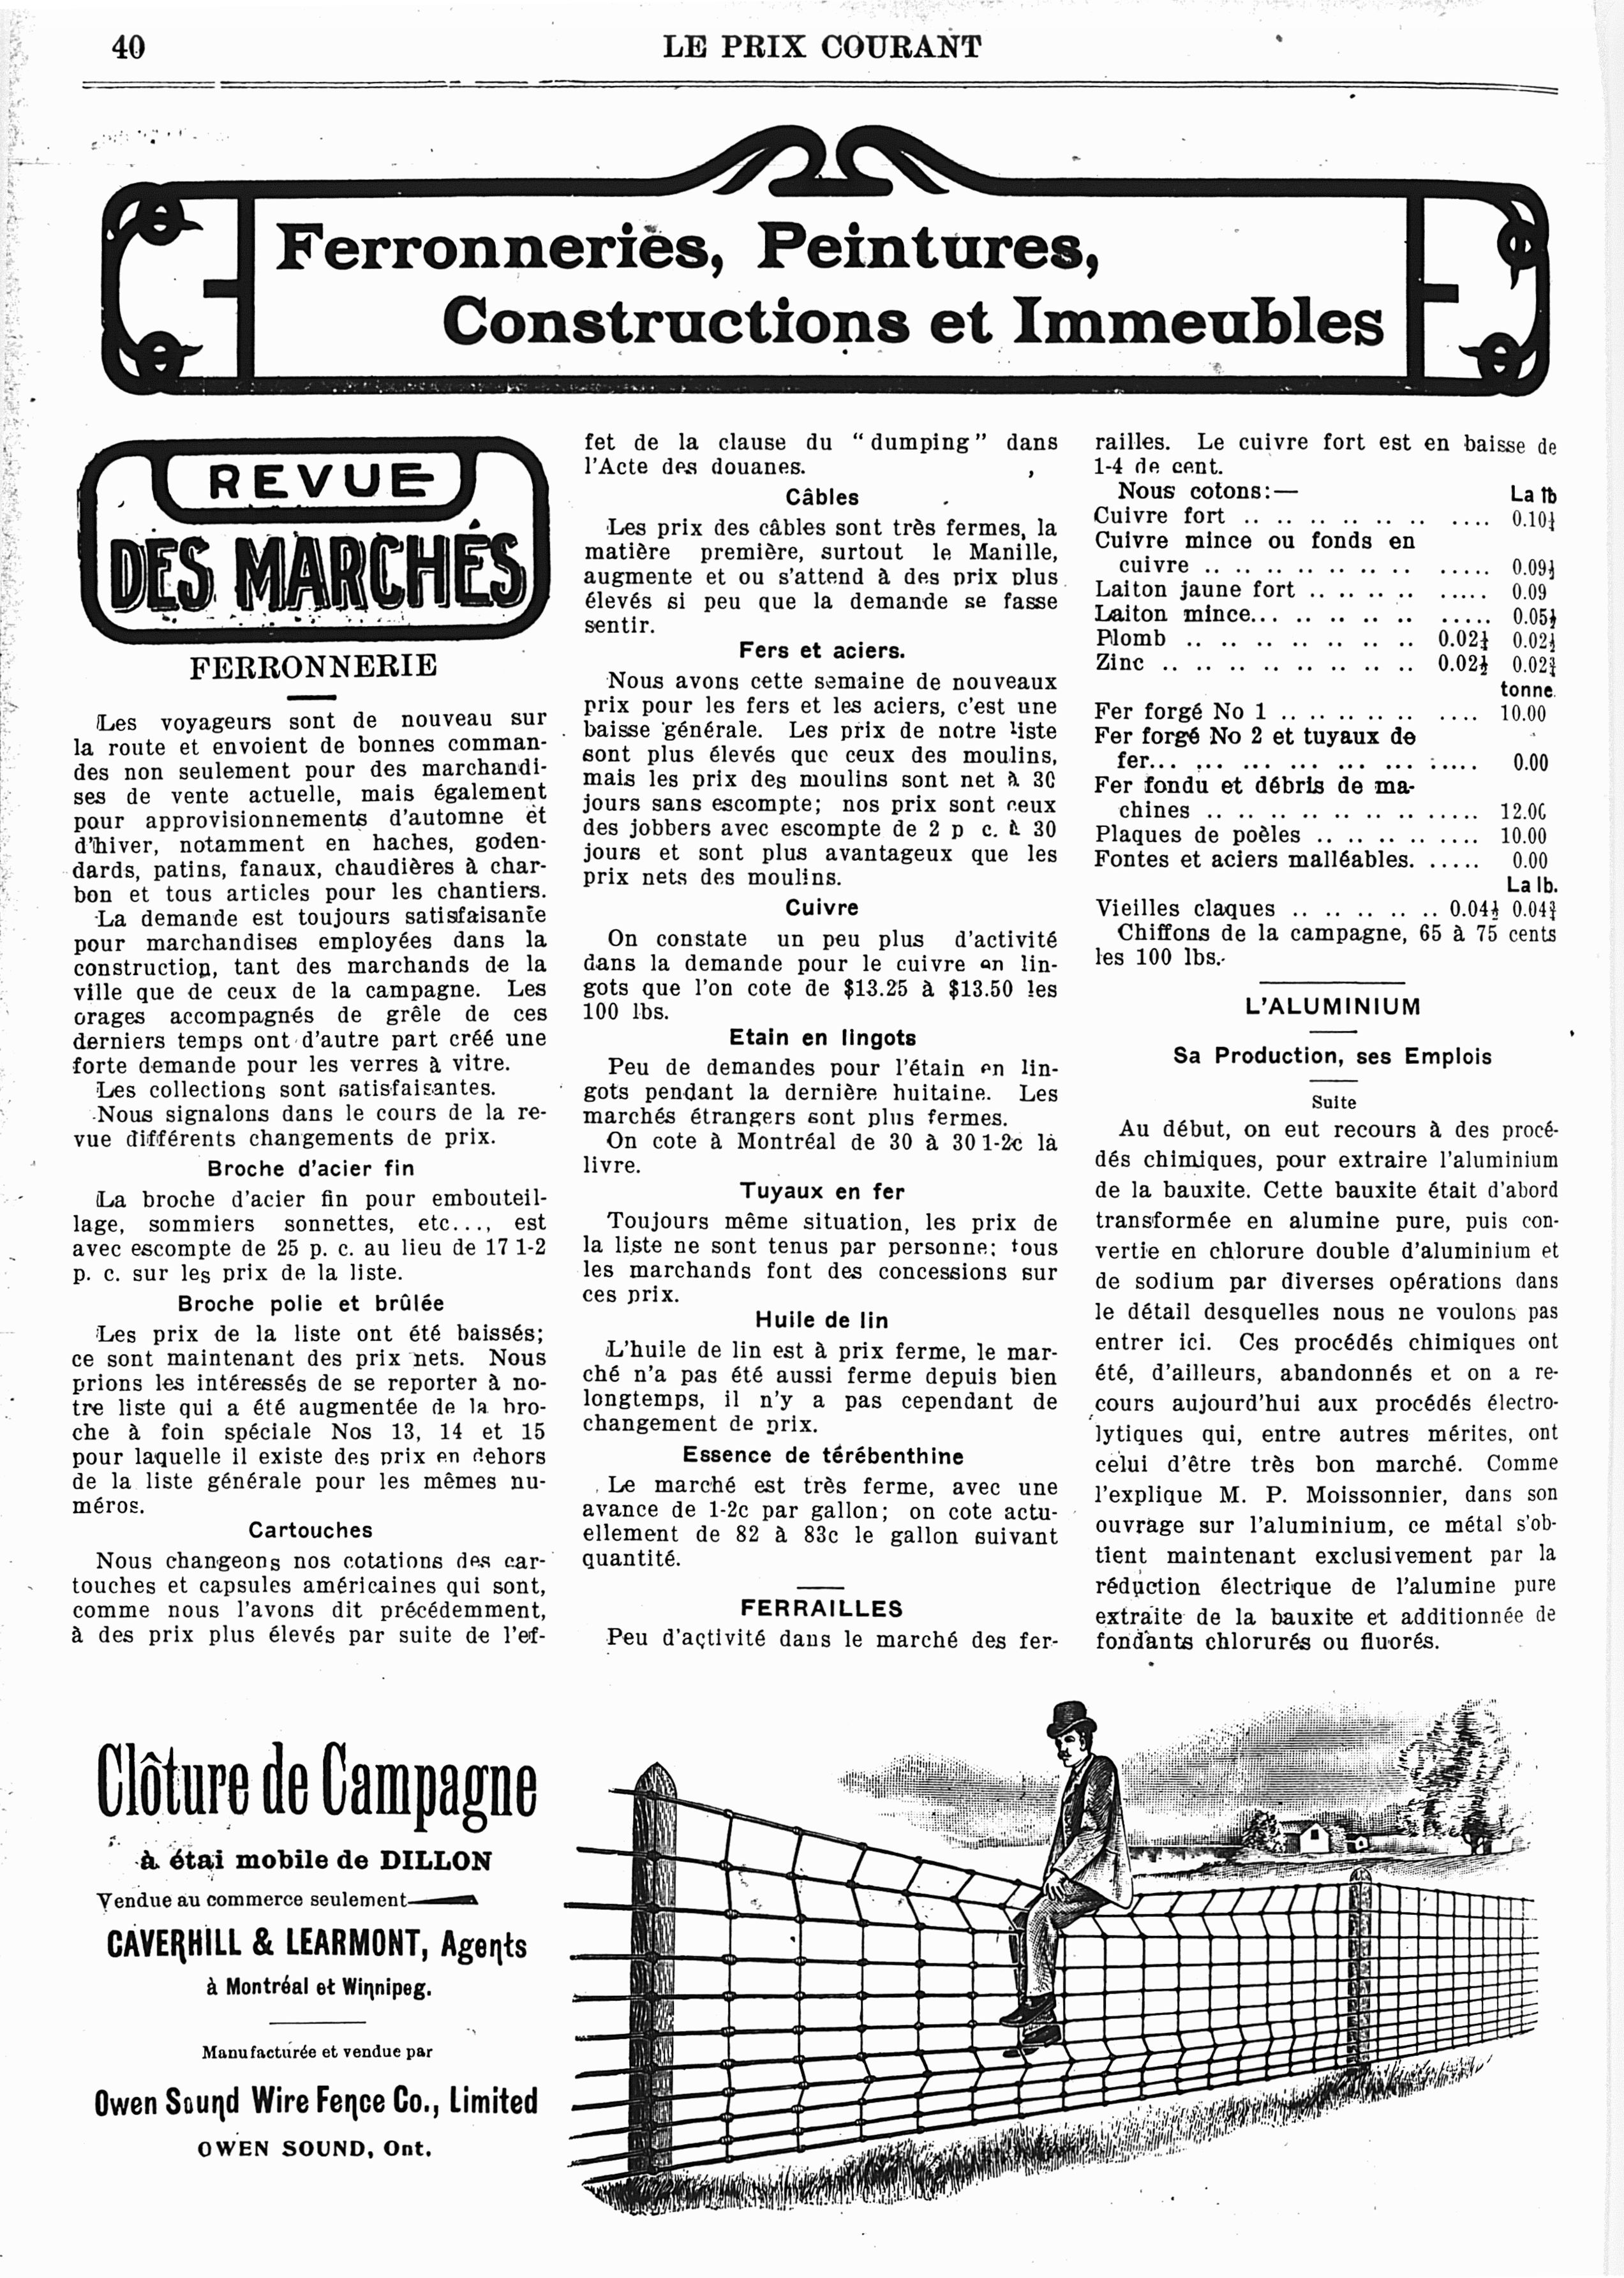 40
LE PRIX COURANT
Ferronneries, Peintures,
Constructions et Immeubles
REVUE
DES MARCHÉS
FERRONNERIE
Les voyageurs sont de nouveau sur
la route et envoient de bonnes comman-
des non seulement pour des marchandi-
ses de vente actuelle, mais également
pour approvisionnements d'automne et
d'hiver, notamment en haches, goden-
dards, patins, fanaux, chaudières à char-
bon et tous articles pour les chantiers.
La demande est toujours satisfaisante
pour marchandises employées dans la
construction, tant des marchands de la
ville que de ceux de la campagne. Les
orages accompagnés de grêle de ces
derniers temps ont d'autre part créé une
forte demande pour les verres à vitre.
Les collections sont satisfaisantes.
Nous signalons dans le cours de la re-
vue différents changements de prix.
Broche d'acier fin
La broche d'acier fin pour embouteil-
lage, sommiers sonnettes, etc..., est
avec escompte de 25 p. c. au lieu de 17 1-2
p. c. sur les prix de la liste.
Broche polie et brûlée
Les prix de la liste ont été baissés;
ce sont maintenant des prix nets. Nous
prions les intéressés de se reporter à no-
tre liste qui a été augmentée de la bro-
che à foin spéciale Nos 13, 14 et 15
pour laquelle il existe des prix en dehors
de la liste générale pour les mêmes nu-
méros.
Cartouches
Nous changeons nos cotations des car-
touches et capsules américaines qui sont,
comme nous l'avons dit précédemment,
à des prix plus élevés par suite de l'ef-
fet de la clause du "dumping" dans
l'Acte des douanes.
Câbles
Les prix des câbles sont très fermes, la
matière première, surtout le Manille,
augmente et ou s'attend à des prix plus
élevés si peu que la demande se fasse
sentir.
Fers et aciers.
Nous avons cette semaine de nouveaux
prix pour les fers et les aciers, c'est une
baisse générale. Les prix de notre liste
sont plus élevés que ceux des moulins,
mais les prix des moulins sont net à 30
jours sans escompte; nos prix sont ceux
des jobbers avec escompte de 2 p c. à 30
jours et sont plus avantageux que les
prix nets des moulins.
Cuivre
On constate un peu plus d'activité
dans la demande pour le cuivre en lin-
gots que l'on cote de $13.25 à $13.50 les
100 lbs.
Etain en lingots
Peu de demandes pour l'étain en lin-
gots pendant la dernière huitaine. Les
marchés étrangers sont plus fermes.
On cote à Montréal de 30 à 30 1-2c la
livre.
Tuyaux en fer
Toujours même situation, les prix de
la liste ne sont tenus par personne; tous
les marchands font des concessions sur
ces prix.
Huile de lin
L'huile de lin est à prix ferme, le mar-
ché n'a pas été aussi ferme depuis bien
longtemps, il n'y a pas cependant de
changement de prix.
Essence de térébenthine
Le marché est très ferme, avec une
avance de 1-2c par gallon; on cote actu-
ellement de 82 à 83c le gallon suivant
quantité.
FERRAILLES
Peu d'activité dans le marché des fer-
railles. Le cuivre fort est en baisse de
1-4 de cent.
Nous cotons:— La lb
Cuivre fort .. .. .. .. .. .. .. ....
Cuivre mince ou fonds en
cuivre .. .. .. .. .. .. .. .....
Laiton jaune fort .. .. .. .. ..... 0.09
Laiton mince... .. .. .. .. .....
Plomb .. .. .. .. .. .. ..
Zinc .. .. .. .. .. .. .. ..
tonne.
Fer forgé No 1 .. .. .. .. .. .... 10.00
Fer forgé No 2 et tuyaux de
fer... ... ... ... ... ... ..... 0.00
Fer fondu et débris de ma-
chines .. .. .. .. .. .. .. ..... 12.00
Plaques de poèles .. .. .. .. .... 10.00
Fontes et aciers malléables. ..... 0.00
La lb.
Vieilles claques .. .. .. .. ..
Chiffons de la campagne, 65 à 75 cents
les 100 lbs.
L'ALUMINIUM
Sa Production, ses Emplois
Suite
Au début, on eut recours à des procé-
dés chimiques, pour extraire l'aluminium
de la bauxite. Cette bauxite était d'abord
transformée en alumine pure, puis con-
vertie en chlorure double d'aluminium et
de sodium par diverses opérations dans
le détail desquelles nous ne voulons pas
entrer ici. Ces procédés chimiques ont
été, d'ailleurs, abandonnés et on a re-
cours aujourd'hui aux procédés électro-
lytiques qui, entre autres mérites, ont
celui d'être très bon marché. Comme
l'explique M. P. Moissonnier, dans son
ouvrage sur l'aluminium, ce métal s'ob-
tient maintenant exclusivement par la
réduction électrique de l'alumine pure
extraite de la bauxite et additionnée de
fondants chlorurés ou fluorés.
Clôture de Campagne
à étai mobile de DILLON
Vendue au commerce seulement
CAVERHILL & LEARMONT, Agents
à Montréal et Winnipeg.
Manufacturée et vendue par
Owen Sound Wire Fence Co., Limited
OWEN SOUND, Ont.